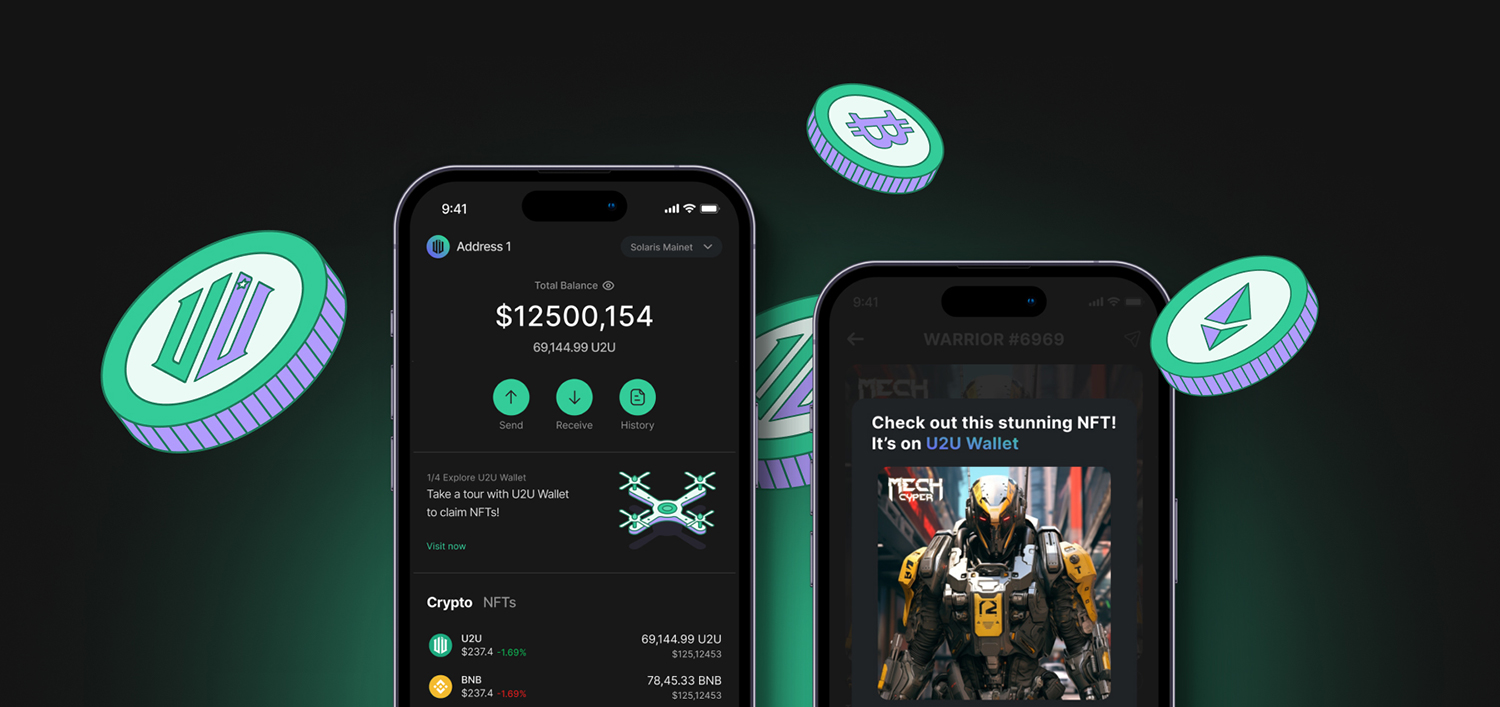 9:41
Address 1
Solaris Mainet
Total Balance
$12500,154
69,144.99 U2U
Send
Receive
History
1/4 Explore U2U Wallet
Take a tour with U2U Wallet
to claim NFTs!
Visit now
Crypto NFTs
U2U
69,144.99 U2U
$237.4 -1.69%
$125,12453
BNB
78,45.33 BNB
$237.4 -1.69%
$125,12453
9:41
WARRIOR #6969
MECH
Check out this stunning NFT!
It's on U2U Wallet
MECH
CYPER